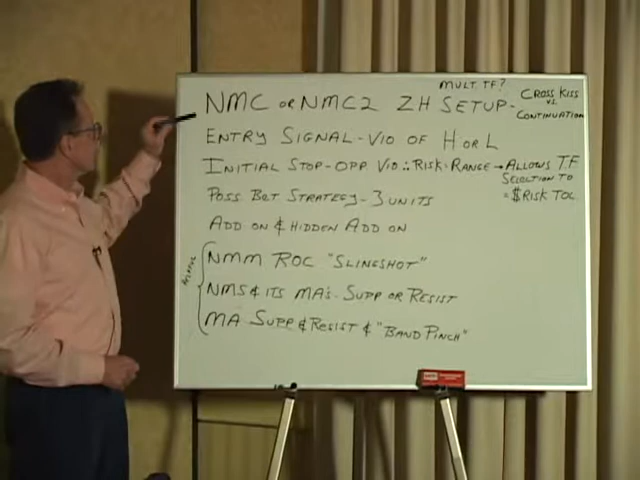 MULT. TF?
NMC OR NMC2 ZH SETUP - CROSS KISS
VS.
CONTINUATION
ENTRY SIGNAL - VIO OF H OR L
INITIAL STOP - OPP VIO ∴ RISK = RANGE → ALLOWS TF
SELECTION TO
= $RISK TOL
POSS BET STRATEGY - 3 UNITS
ADD ON & HIDDEN ADD ON
NMM ROC "SLINGSHOT"
NMS & ITS MA'S - SUPP OR RESIST
MA SUPP & RESIST & "BAND PINCH"